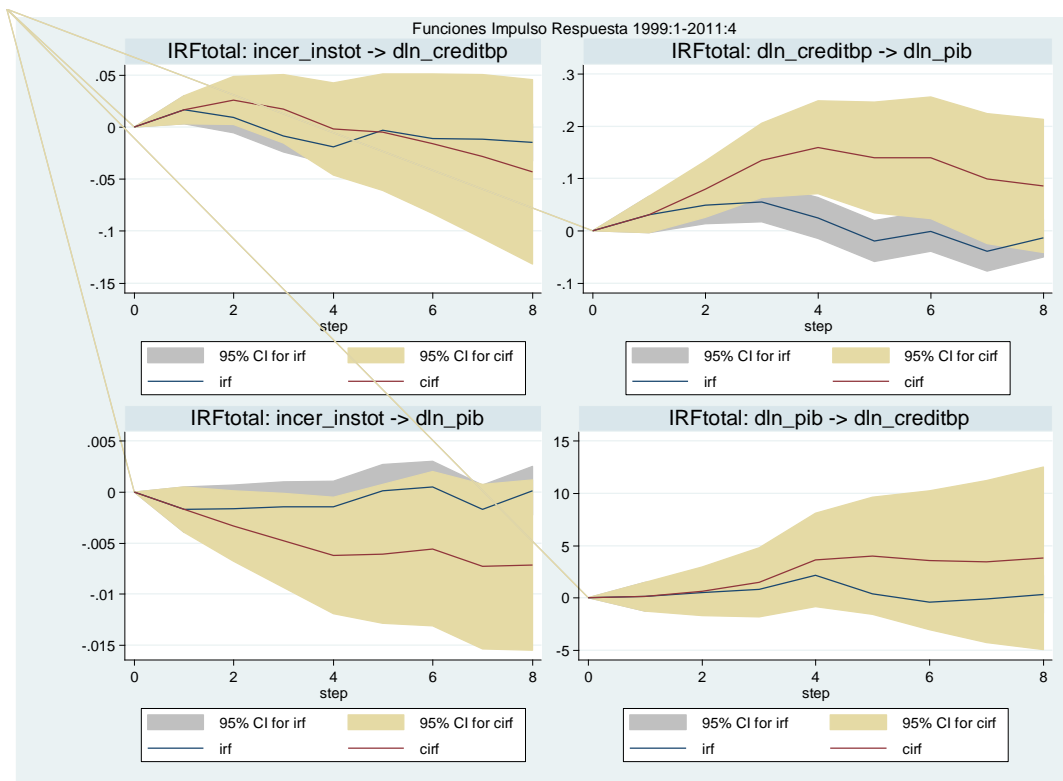 Funciones Impulso Respuesta 1999:1-2011:4
IRFtotal: incer_instot -> dln_creditbp
.05
0
-.05
-.1
-.15
0 2 4 6 8
step
95% CI for irf 95% CI for cirf
irf cirf
IRFtotal: dln_creditbp -> dln_pib
.3
.2
.1
0
-.1
0 2 4 6 8
step
95% CI for irf 95% CI for cirf
irf cirf
IRFtotal: incer_instot -> dln_pib
.005
0
-.005
-.01
-.015
0 2 4 6 8
step
95% CI for irf 95% CI for cirf
irf cirf
IRFtotal: dln_pib -> dln_creditbp
15
10
5
0
-5
0 2 4 6 8
step
95% CI for irf 95% CI for cirf
irf cirf